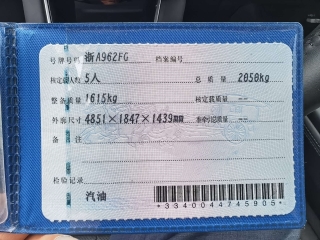 号牌号码 浙A962FG 档案编号
核定载人数 5人 总质量 2050kg
整备质量 1615kg 核定载质量 --
外廓尺寸 4851×1847×1439mm 准牵引总质量 --
备注
检验记录
汽油
*3340044745905*